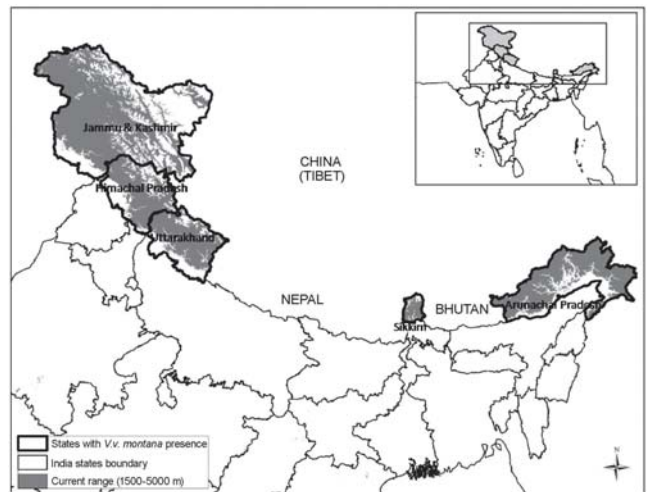 Jammu & Kashmir
CHINA
(TIBET)
Himachal Pradesh
Uttarakhand
NEPAL
BHUTAN
Arunachal Pradesh
Sikkim
States with V.v. montana presence
India states boundary
Current range (1500-5000 m)
N